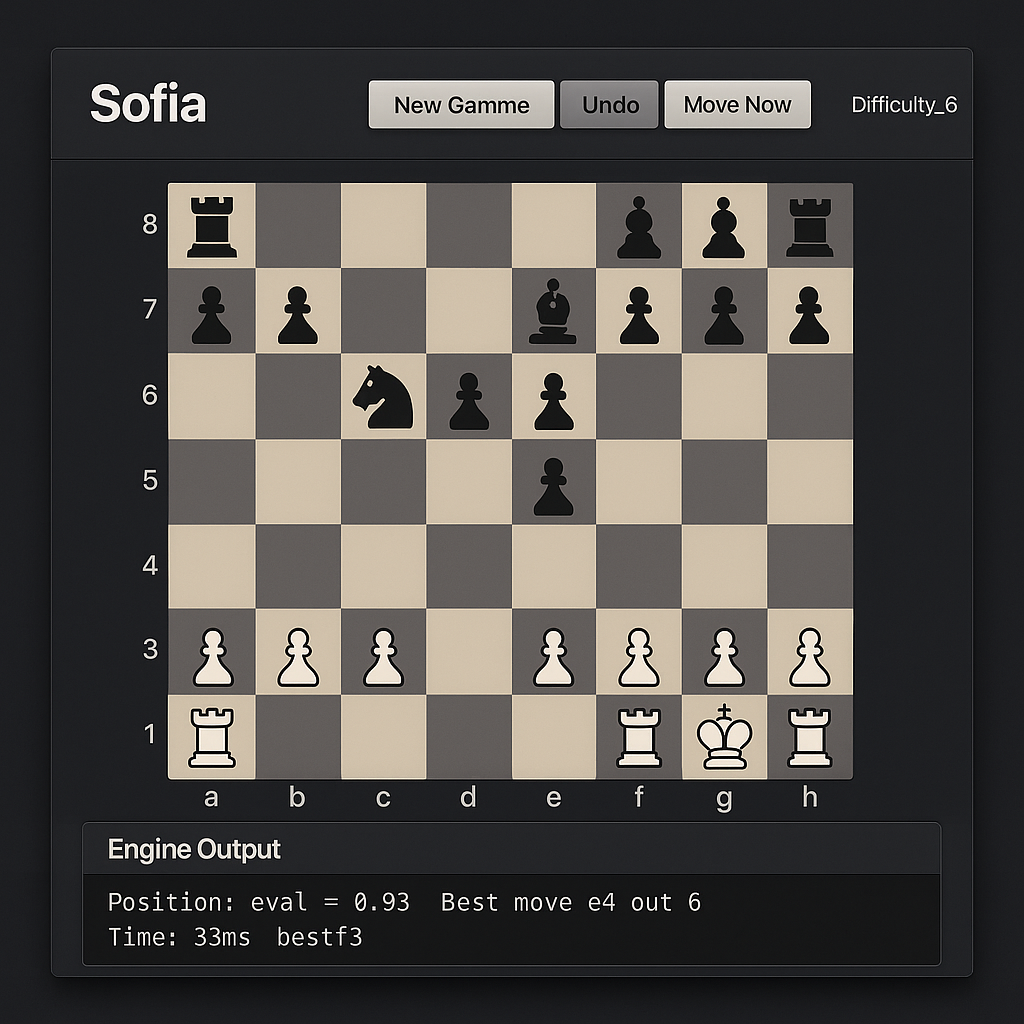 Sofia
New Gamme
Undo
Move Now
Difficulty_6
8
7
6
5
4
3
1
a b c d e f g h
Engine Output
Position: eval = 0.93  Best move e4 out 6
Time: 33ms  bestf3